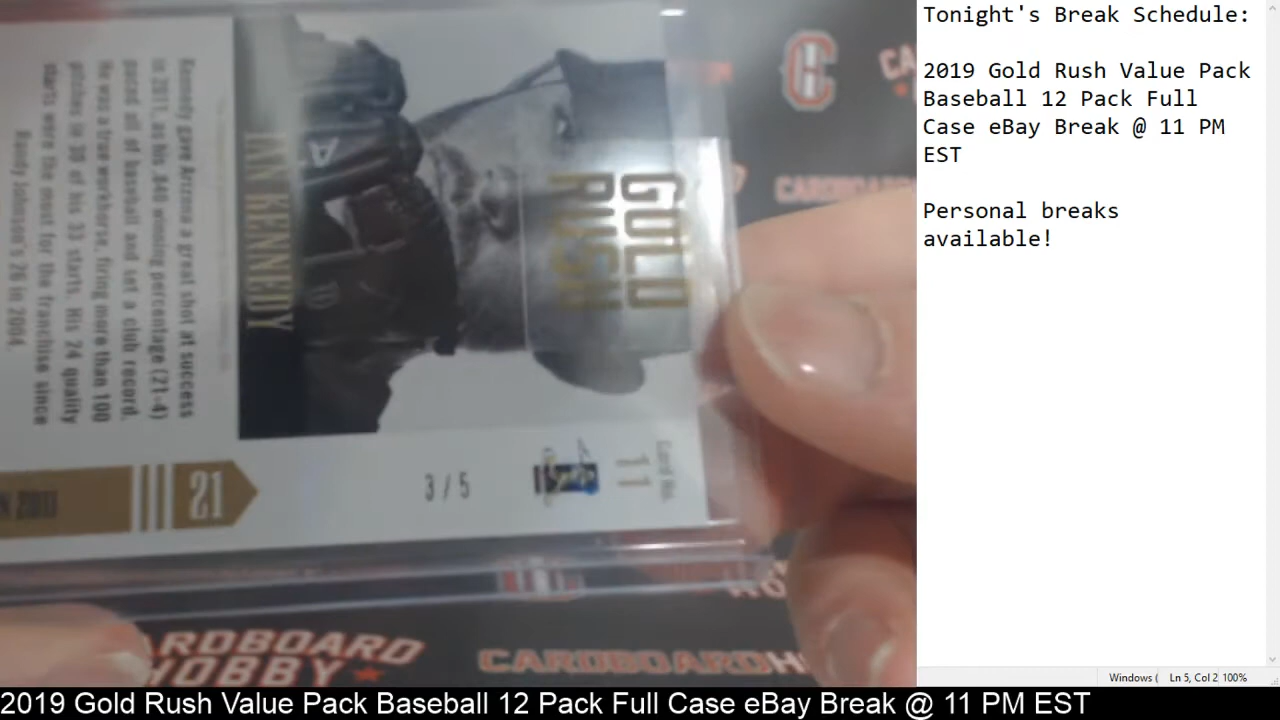 Tonight's Break Schedule:
2019 Gold Rush Value Pack
Baseball 12 Pack Full
Case eBay Break @ 11 PM
EST
Personal breaks
available!
GOLD
RUSH
Card No.
11
3 / 5
IAN KENNEDY
Kennedy gave Arizona a great shot at success
in 2011, as his .840 winning percentage (21-4)
paced all of baseball and set a club record.
He was a true workhorse, firing more than 100
pitches in 30 of his 33 starts. His 24 quality
starts were the most for the franchise since
Randy Johnson's 26 in 2004.
21
CARDBOARD
RDBOARD
HOBBY
CARDBOARDH
Windows (
Ln 5, Col 2
100%
2019 Gold Rush Value Pack Baseball 12 Pack Full Case eBay Break @ 11 PM EST